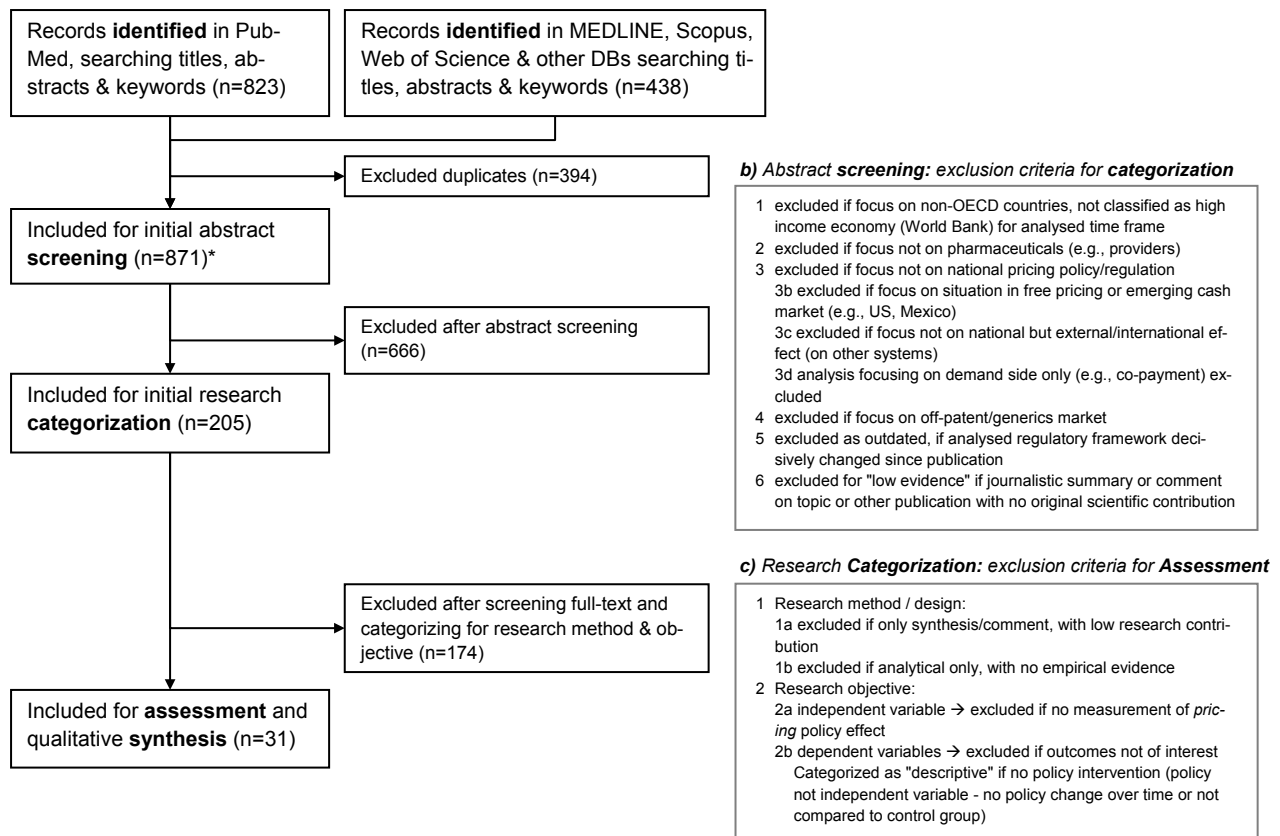 Records identified in Pub-
Med, searching titles, ab-
stracts & keywords (n=823)
Records identified in MEDLINE, Scopus,
Web of Science & other DBs searching ti-
tles, abstracts & keywords (n=438)
Excluded duplicates (n=394)
Included for initial abstract
screening (n=871)*
Excluded after abstract screening
(n=666)
Included for initial research
categorization (n=205)
Excluded after screening full-text and
categorizing for research method & ob-
jective (n=174)
Included for assessment and
qualitative synthesis (n=31)
b) Abstract screening: exclusion criteria for categorization
1 excluded if focus on non-OECD countries, not classified as high
income economy (World Bank) for analysed time frame
2 excluded if focus not on pharmaceuticals (e.g., providers)
3 excluded if focus not on national pricing policy/regulation
3b excluded if focus on situation in free pricing or emerging cash
market (e.g., US, Mexico)
3c excluded if focus not on national but external/international ef-
fect (on other systems)
3d analysis focusing on demand side only (e.g., co-payment) ex-
cluded
4 excluded if focus on off-patent/generics market
5 excluded as outdated, if analysed regulatory framework deci-
sively changed since publication
6 excluded for "low evidence" if journalistic summary or comment
on topic or other publication with no original scientific contribution
c) Research Categorization: exclusion criteria for Assessment
1 Research method / design:
1a excluded if only synthesis/comment, with low research contri-
bution
1b excluded if analytical only, with no empirical evidence
2 Research objective:
2a independent variable → excluded if no measurement of pric-
ing policy effect
2b dependent variables → excluded if outcomes not of interest
Categorized as "descriptive" if no policy intervention (policy
not independent variable - no policy change over time or not
compared to control group)